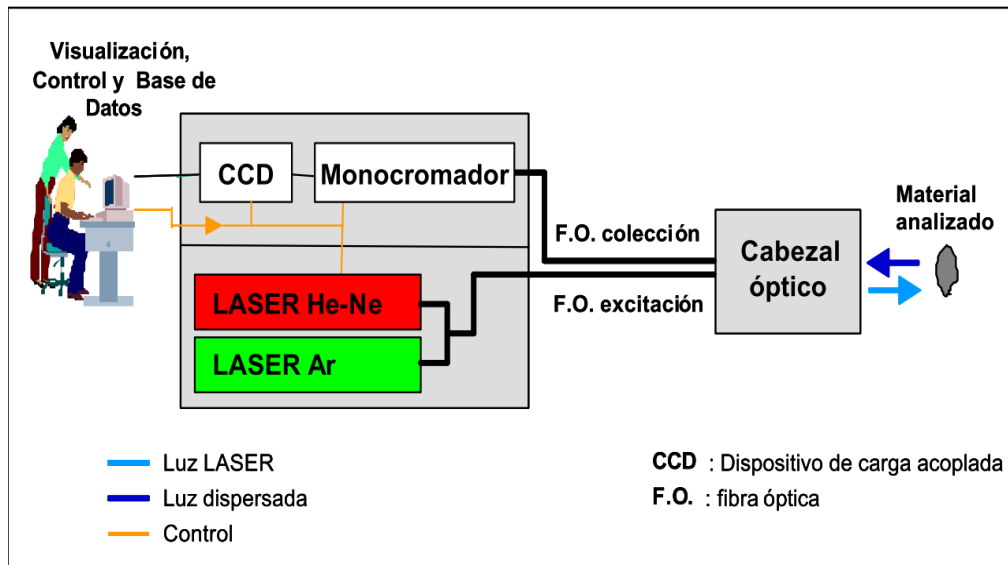 Visualización,
Control y Base de
Datos
CCD
Monocromador
F.O. colección
F.O. excitación
Cabezal
óptico
Material
analizado
LASER He-Ne
LASER Ar
Luz LASER
Luz dispersada
Control
CCD : Dispositivo de carga acoplada
F.O. : fibra óptica